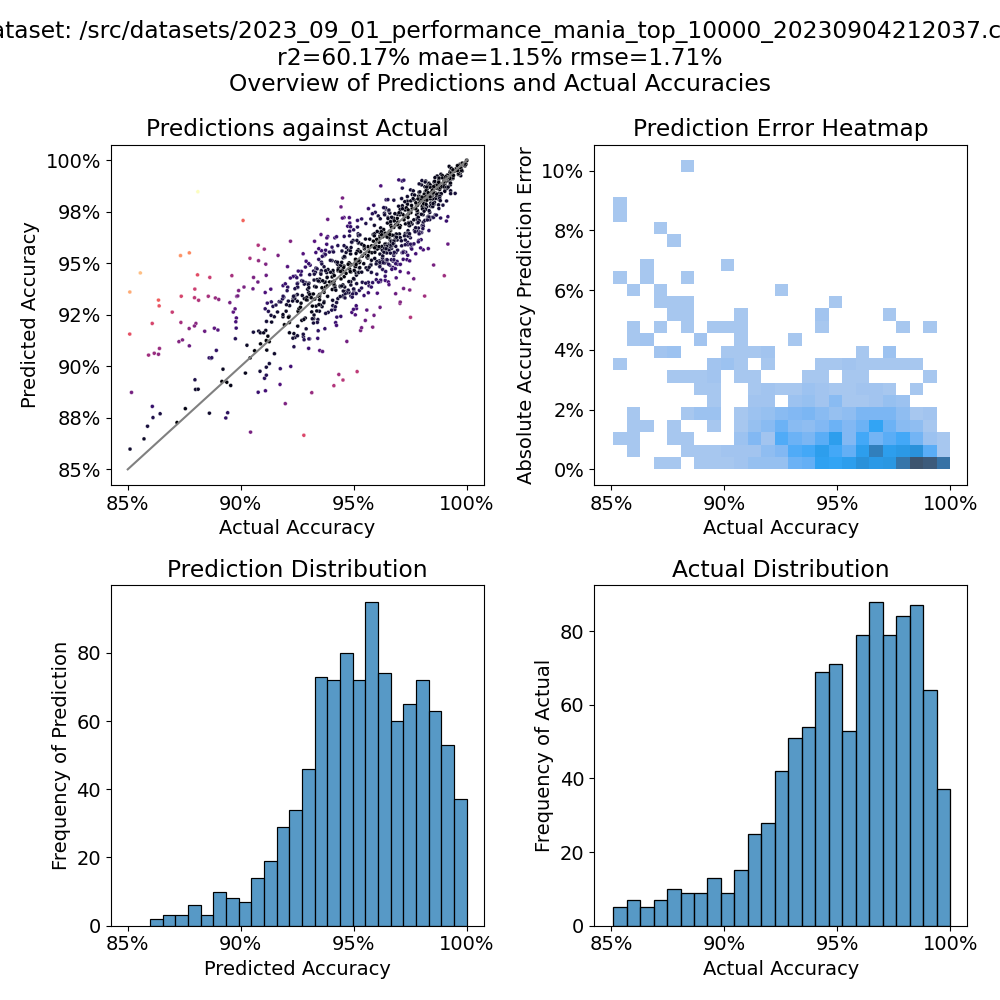 ataset: /src/datasets/2023_09_01_performance_mania_top_10000_20230904212037.c
r2=60.17% mae=1.15% rmse=1.71%
Overview of Predictions and Actual Accuracies
Predictions against Actual
100%
98%
95%
92%
90%
88%
85%
Predicted Accuracy
85% 90% 95% 100%
Actual Accuracy
Prediction Error Heatmap
10%
8%
6%
4%
2%
0%
Absolute Accuracy Prediction Error
85% 90% 95% 100%
Actual Accuracy
Prediction Distribution
80
60
40
20
0
Frequency of Prediction
85% 90% 95% 100%
Predicted Accuracy
Actual Distribution
80
60
40
20
0
Frequency of Actual
85% 90% 95% 100%
Actual Accuracy